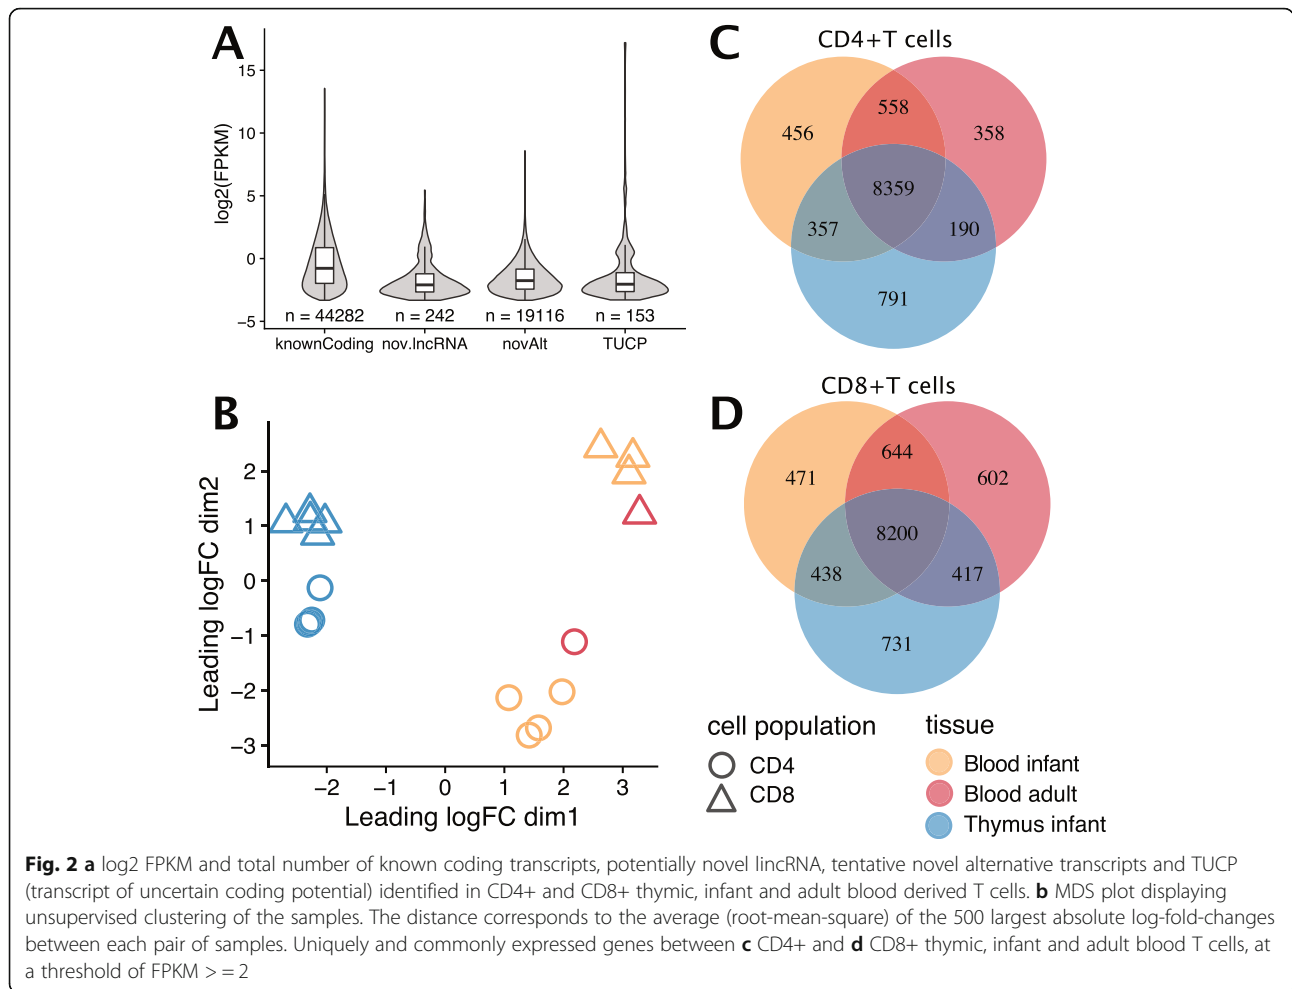 A
log2(FPKM)
15
10
5
0
−5
n = 44282
n = 242
n = 19116
n = 153
knownCoding
nov.lncRNA
novAlt
TUCP
B
Leading logFC dim2
2
1
0
−1
−2
−3
−2
−1
0
1
2
3
Leading logFC dim1
C
CD4+T cells
558
456
358
8359
357
190
791
D
CD8+T cells
644
471
602
8200
438
417
731
cell population
CD4
CD8
tissue
Blood infant
Blood adult
Thymus infant
Fig. 2 a log2 FPKM and total number of known coding transcripts, potentially novel lincRNA, tentative novel alternative transcripts and TUCP
(transcript of uncertain coding potential) identified in CD4+ and CD8+ thymic, infant and adult blood derived T cells. b MDS plot displaying
unsupervised clustering of the samples. The distance corresponds to the average (root-mean-square) of the 500 largest absolute log-fold-changes
between each pair of samples. Uniquely and commonly expressed genes between c CD4+ and d CD8+ thymic, infant and adult blood T cells, at
a threshold of FPKM > = 2